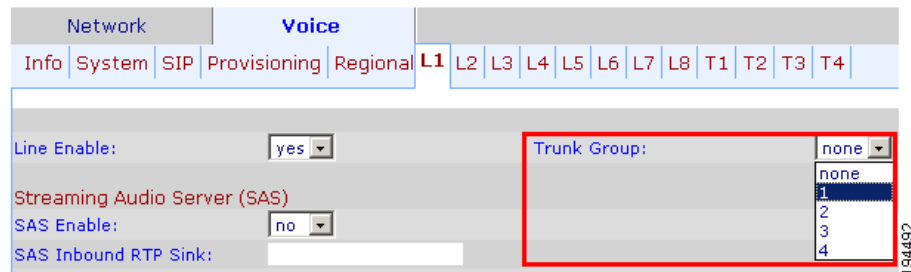 Network Voice
Info System SIP Provisioning Regional L1 L2 L3 L4 L5 L6 L7 L8 T1 T2 T3 T4
Line Enable: yes Trunk Group: none
none
1
Streaming Audio Server (SAS)
2
SAS Enable: no
3
SAS Inbound RTP Sink:
4
194492